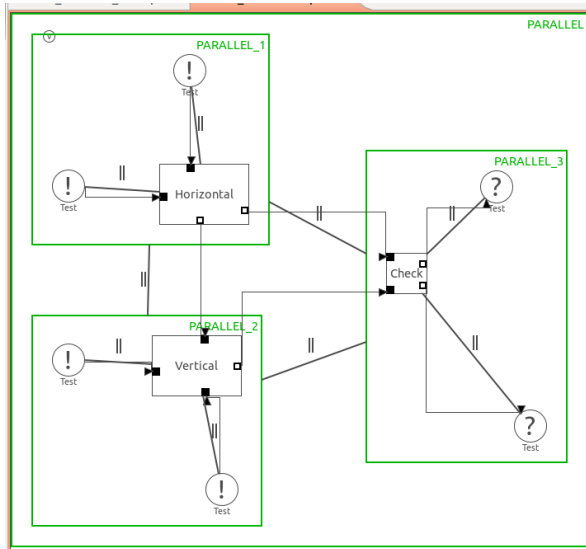 PARALLEL
PARALLEL_1
v
!
Test
||
!
Test
||
Horizontal
PARALLEL_3
?
Test
||
||
Check
||
PARALLEL_2
!
Test
||
Vertical
||
||
?
Test
||
!
Test